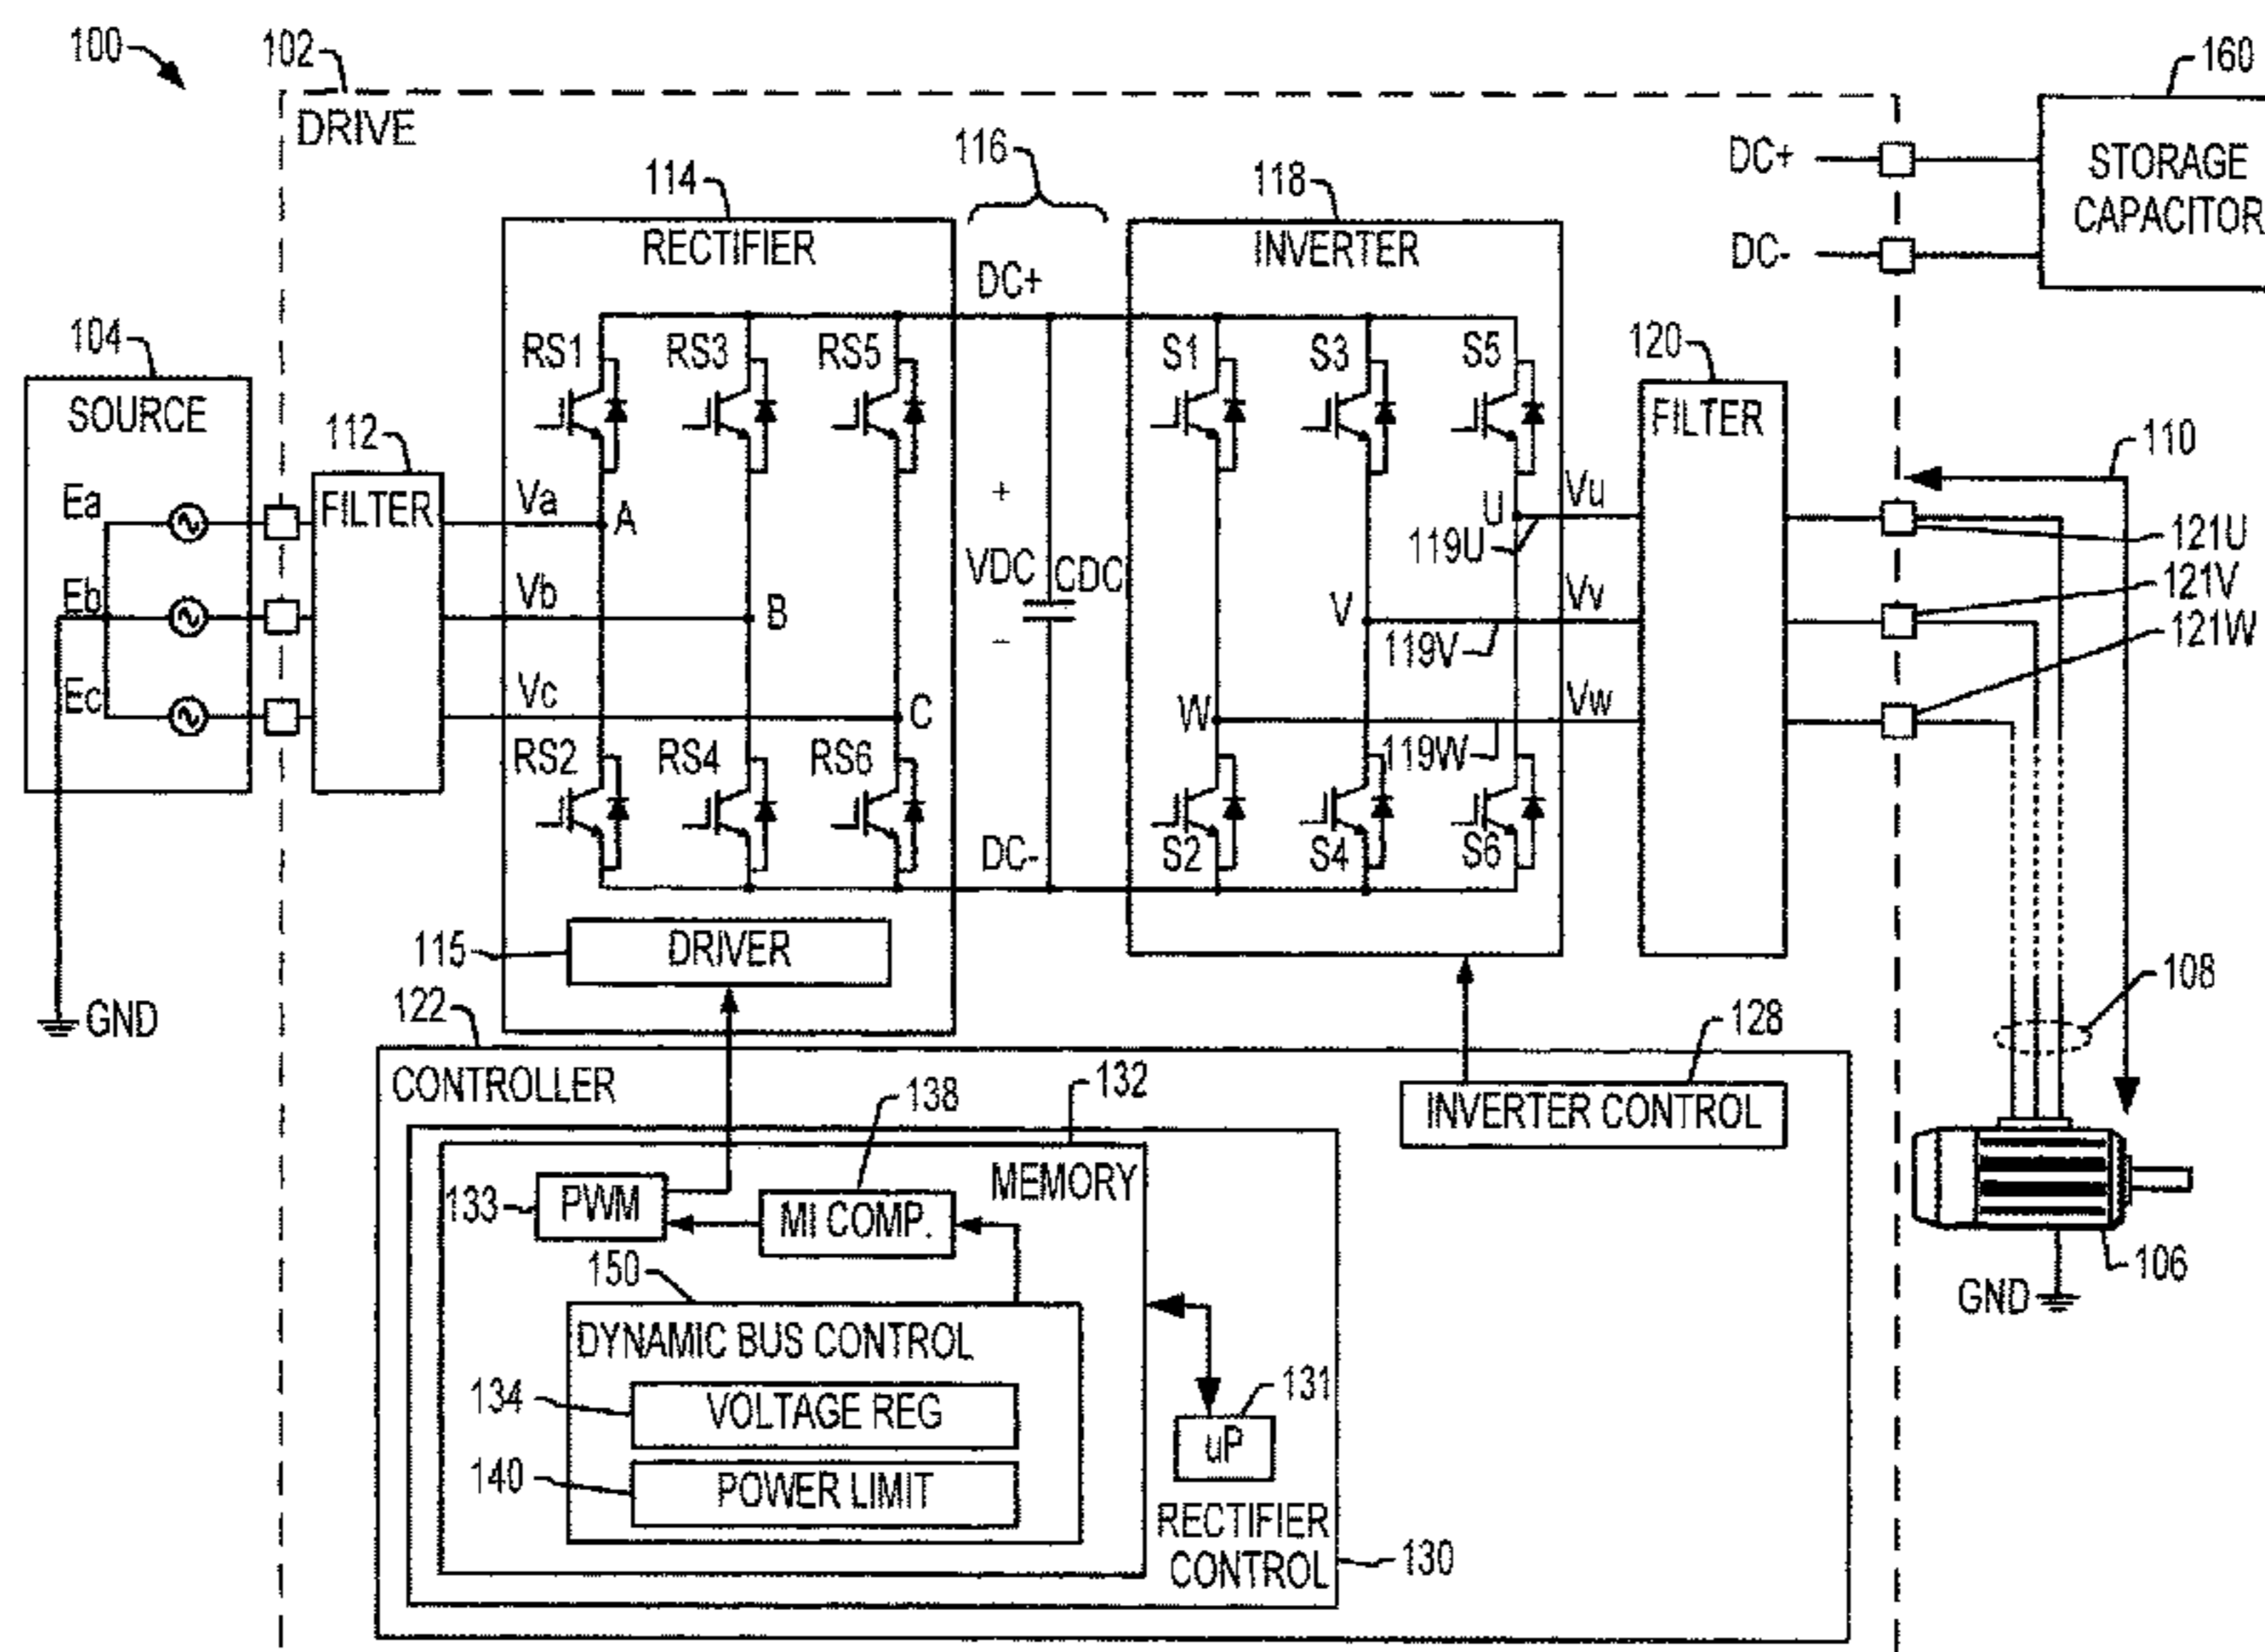 100
102
160
DRIVE
116
DC+
STORAGE
CAPACITOR
114
118
DC-
RECTIFIER
INVERTER
DC+
104
RS1
RS3
RS5
S1
S3
S5
120
SOURCE
FILTER
112
110
Ea
FILTER
Va
A
+
U
Vu
119U
121U
Eb
Vb
B
VDC
CDC
V
Vv
121V
–
119V
121W
Ec
Vc
C
W
Vw
119W
RS2
RS4
RS6
DC-
S2
S4
S6
115
DRIVER
GND
122
108
128
CONTROLLER
138
132
INVERTER CONTROL
MEMORY
133
PWM
MI COMP.
150
106
GND
DYNAMIC BUS CONTROL
134
VOLTAGE REG
131
uP
140
POWER LIMIT
RECTIFIER
CONTROL
130